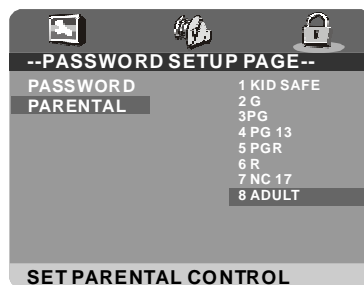 --PASSWORD SETUP PAGE--
PASSWORD
PARENTAL
1 KID SAFE
2 G
3PG
4 PG 13
5 PGR
6 R
7 NC 17
8 ADULT
SET PARENTAL CONTROL